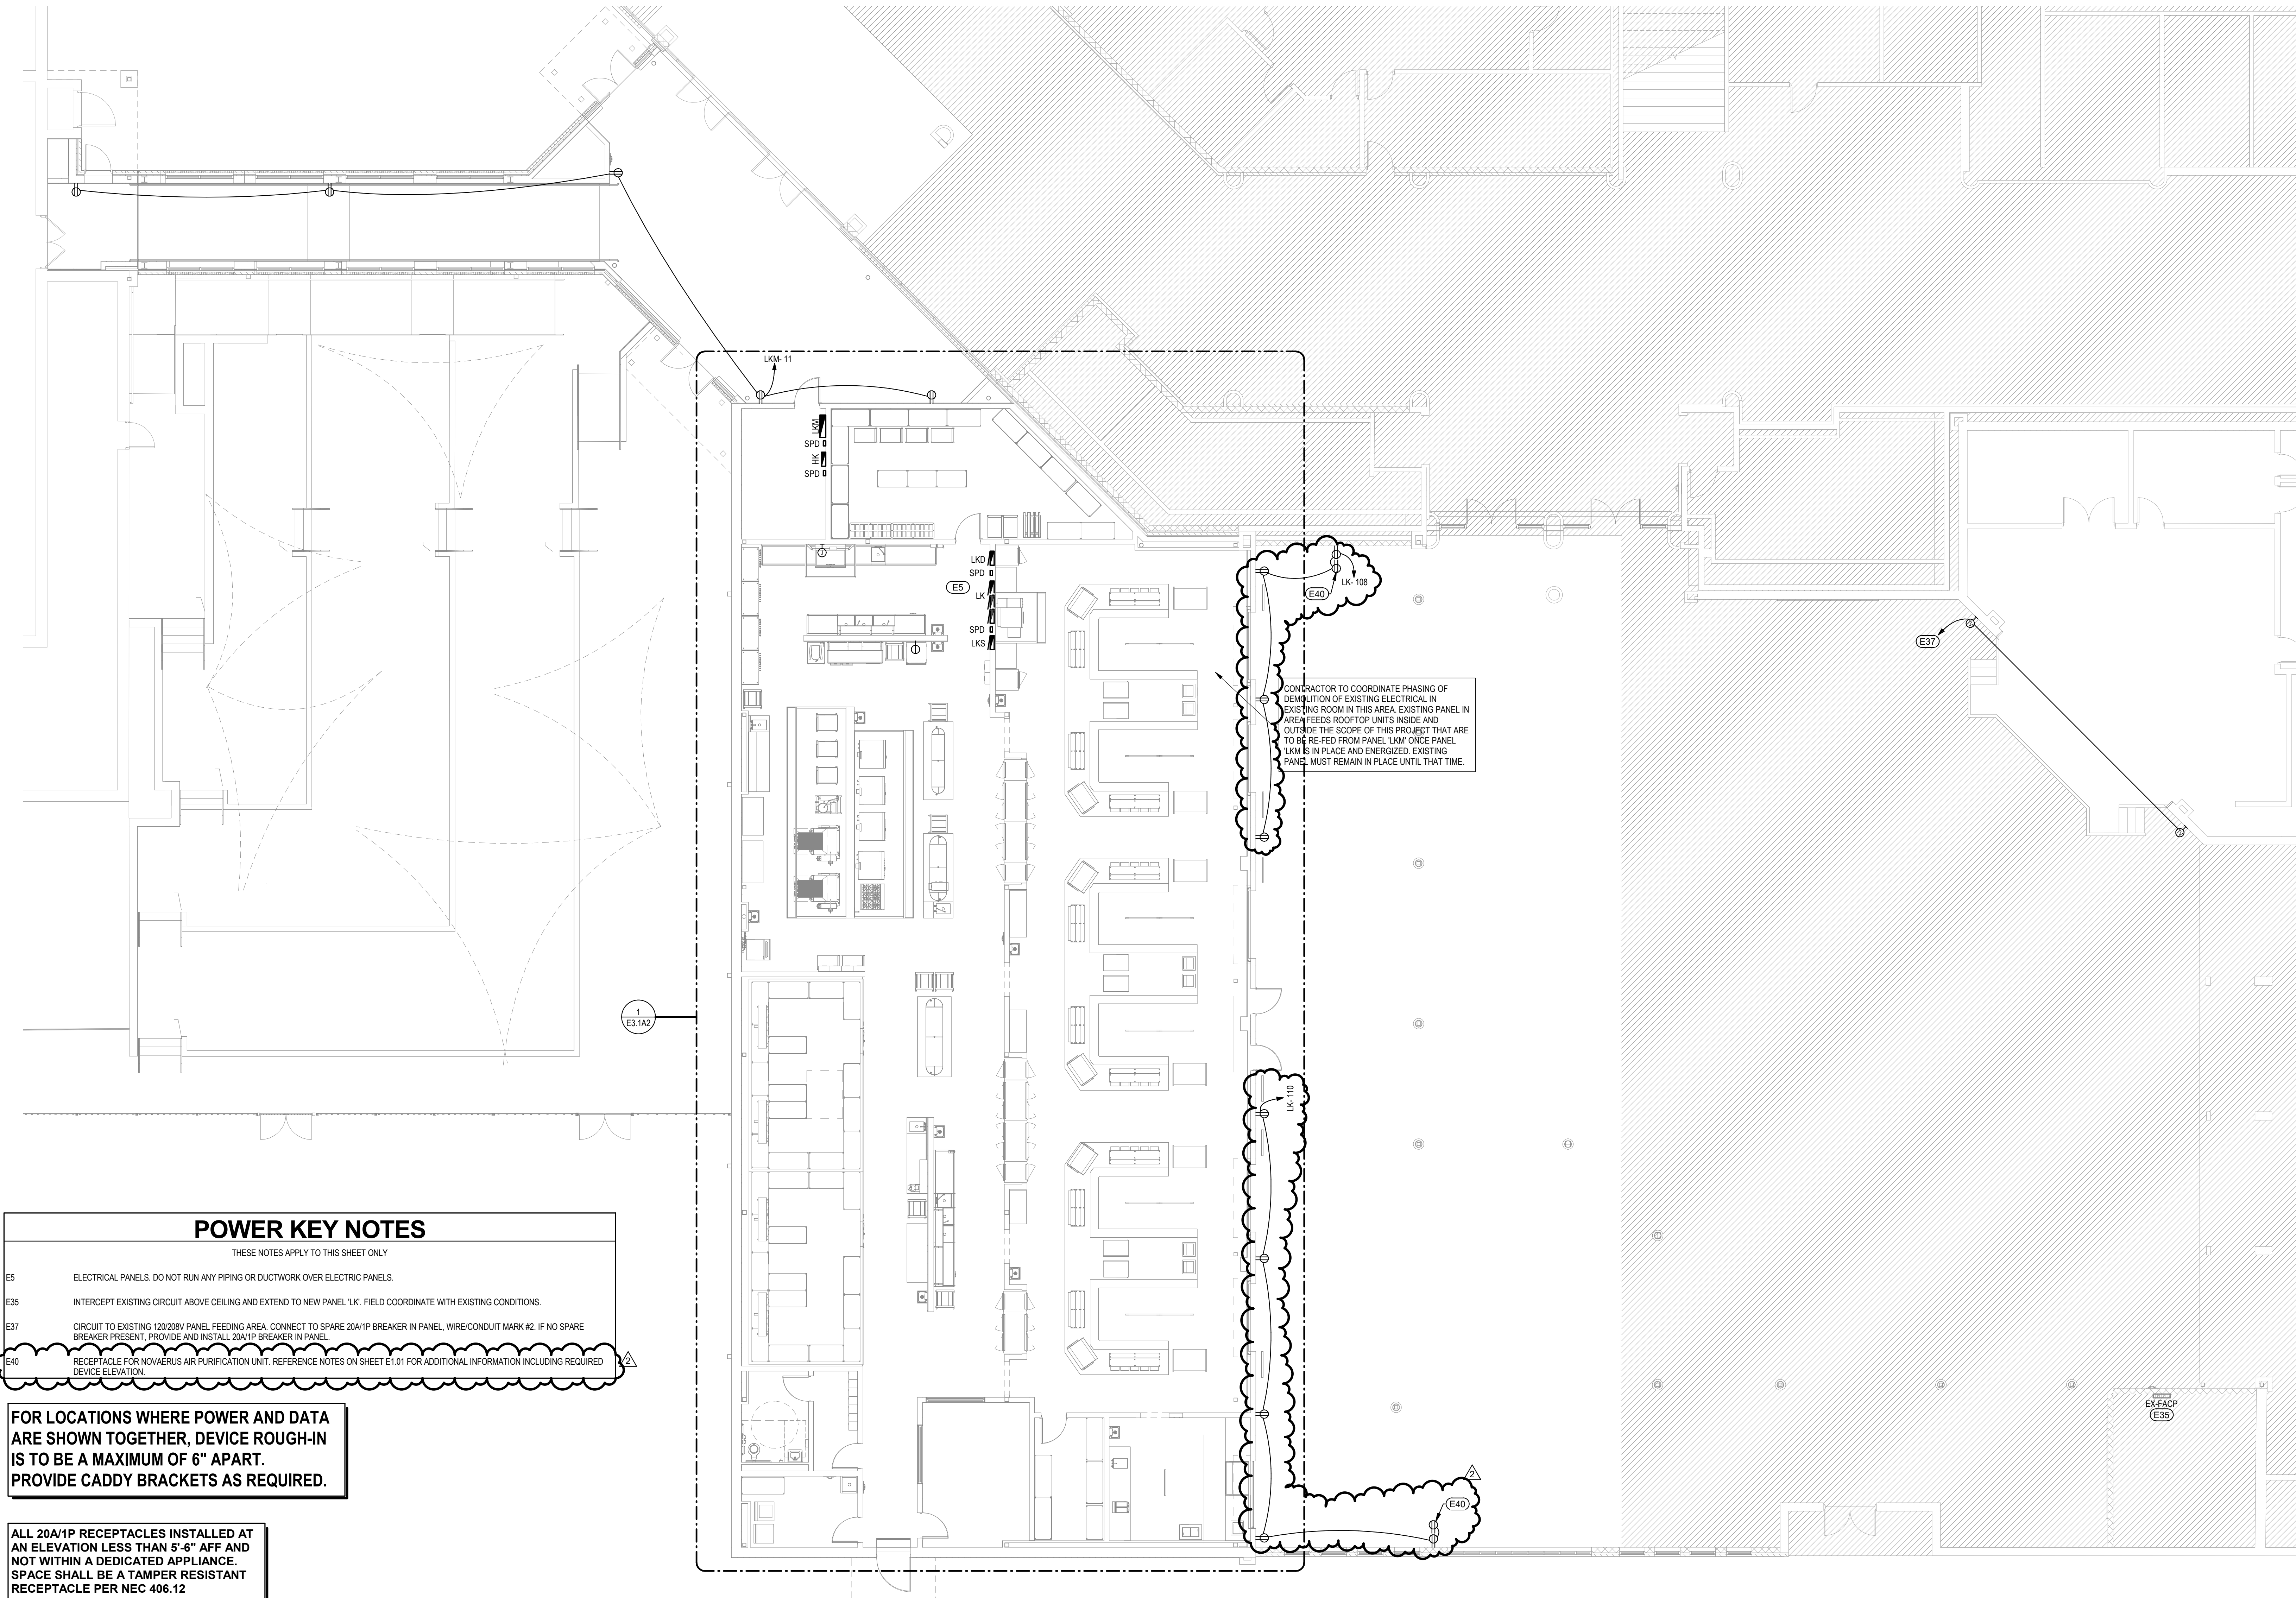 LKM- 11
LKM
SPD
HK
SPD
LKD
SPD
E5
LK
SPD
LKS
E40
LK- 108
E37
CONTRACTOR TO COORDINATE PHASING OF
DEMOLITION OF EXISTING ELECTRICAL IN
EXISTING ROOM IN THIS AREA. EXISTING PANEL IN
AREA FEEDS ROOFTOP UNITS INSIDE AND
OUTSIDE THE SCOPE OF THIS PROJECT THAT ARE
TO BE RE-FED FROM PANEL 'LKM' ONCE PANEL
'LKM IS IN PLACE AND ENERGIZED. EXISTING
PANEL MUST REMAIN IN PLACE UNTIL THAT TIME.
1
E3.1A2
LK- 110
POWER KEY NOTES
THESE NOTES APPLY TO THIS SHEET ONLY
E5 ELECTRICAL PANELS. DO NOT RUN ANY PIPING OR DUCTWORK OVER ELECTRIC PANELS.
E35 INTERCEPT EXISTING CIRCUIT ABOVE CEILING AND EXTEND TO NEW PANEL 'LK'. FIELD COORDINATE WITH EXISTING CONDITIONS.
E37 CIRCUIT TO EXISTING 120/208V PANEL FEEDING AREA. CONNECT TO SPARE 20A/1P BREAKER IN PANEL, WIRE/CONDUIT MARK #2. IF NO SPARE
BREAKER PRESENT, PROVIDE AND INSTALL 20A/1P BREAKER IN PANEL.
E40 RECEPTACLE FOR NOVAERUS AIR PURIFICATION UNIT. REFERENCE NOTES ON SHEET E1.01 FOR ADDITIONAL INFORMATION INCLUDING REQUIRED
DEVICE ELEVATION.
2
EX-FACP
E35
FOR LOCATIONS WHERE POWER AND DATA
ARE SHOWN TOGETHER, DEVICE ROUGH-IN
IS TO BE A MAXIMUM OF 6" APART.
PROVIDE CADDY BRACKETS AS REQUIRED.
2
E40
ALL 20A/1P RECEPTACLES INSTALLED AT
AN ELEVATION LESS THAN 5'-6" AFF AND
NOT WITHIN A DEDICATED APPLIANCE.
SPACE SHALL BE A TAMPER RESISTANT
RECEPTACLE PER NEC 406.12